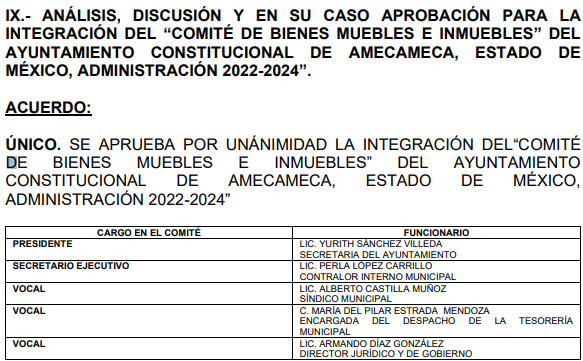 IX.- ANÁLISIS, DISCUSIÓN Y EN SU CASO APROBACIÓN PARA LA
INTEGRACIÓN DEL “COMITÉ DE BIENES MUEBLES E INMUEBLES” DEL
AYUNTAMIENTO CONSTITUCIONAL DE AMECAMECA, ESTADO DE
MÉXICO, ADMINISTRACIÓN 2022-2024”.
ACUERDO:
ÚNICO. SE APRUEBA POR UNÁNIMIDAD LA INTEGRACIÓN DEL“COMITÉ
DE BIENES MUEBLES E INMUEBLES” DEL AYUNTAMIENTO
CONSTITUCIONAL DE AMECAMECA, ESTADO DE MÉXICO,
ADMINISTRACIÓN 2022-2024”
CARGO EN EL COMITÉ FUNCIONARIO
PRESIDENTE LIC. YURITH SÁNCHEZ VILLEDA
SECRETARIA DEL AYUNTAMIENTO
SECRETARIO EJECUTIVO LIC. PERLA LÓPEZ CARRILLO
CONTRALOR INTERNO MUNICIPAL
VOCAL LIC. ALBERTO CASTILLA MUÑOZ
SÍNDICO MUNICIPAL
VOCAL C. MARÍA DEL PILAR ESTRADA MENDOZA
ENCARGADA DEL DESPACHO DE LA TESORERÍA
MUNICIPAL
VOCAL LIC. ARMANDO DÍAZ GONZÁLEZ
DIRECTOR JURÍDICO Y DE GOBIERNO